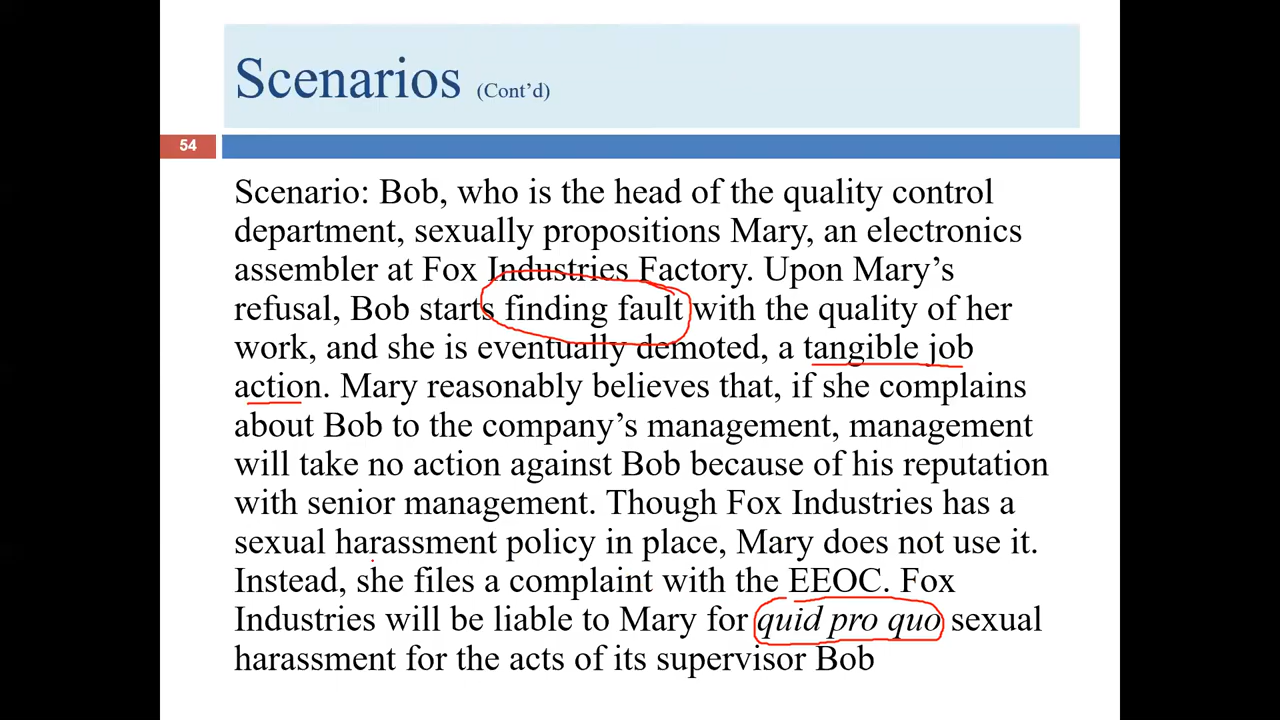 Scenarios (Cont’d)
54
Scenario: Bob, who is the head of the quality control
department, sexually propositions Mary, an electronics
assembler at Fox Industries Factory. Upon Mary’s
refusal, Bob starts finding fault with the quality of her
work, and she is eventually demoted, a tangible job
action. Mary reasonably believes that, if she complains
about Bob to the company’s management, management
will take no action against Bob because of his reputation
with senior management. Though Fox Industries has a
sexual harassment policy in place, Mary does not use it.
Instead, she files a complaint with the EEOC. Fox
Industries will be liable to Mary for quid pro quo sexual
harassment for the acts of its supervisor Bob